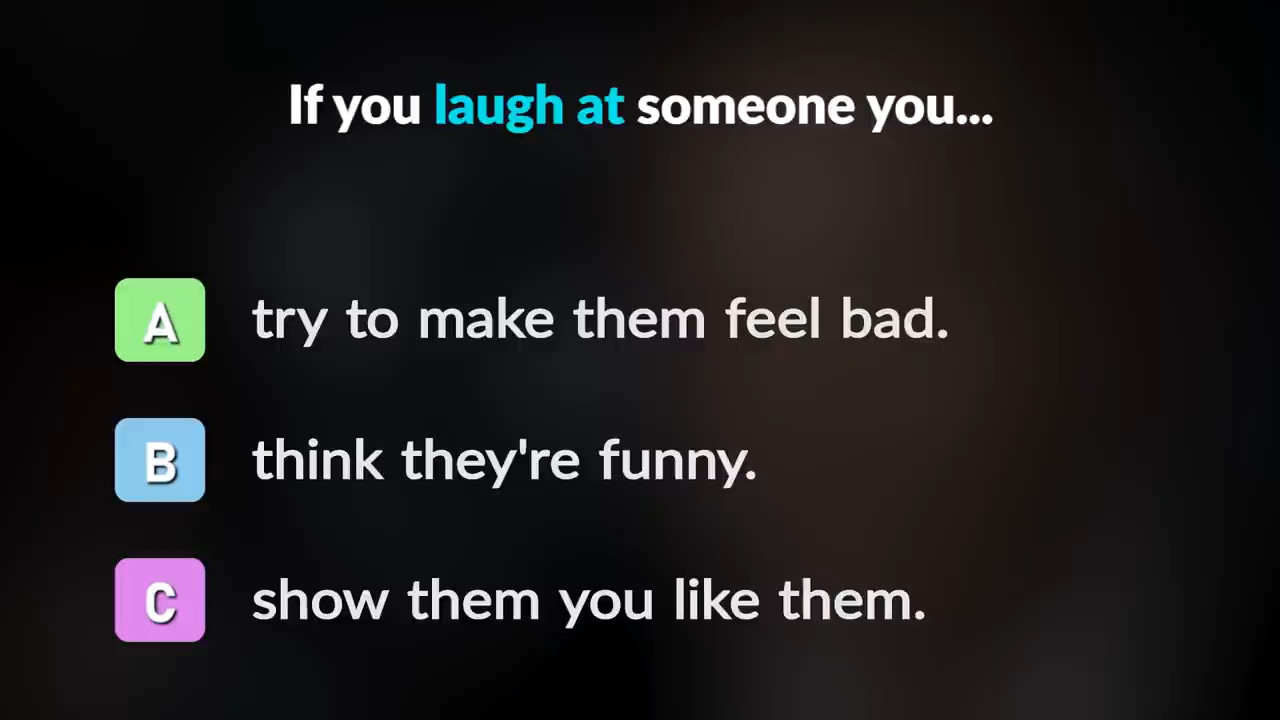 If you laugh at someone you...
A try to make them feel bad.
B think they're funny.
C show them you like them.